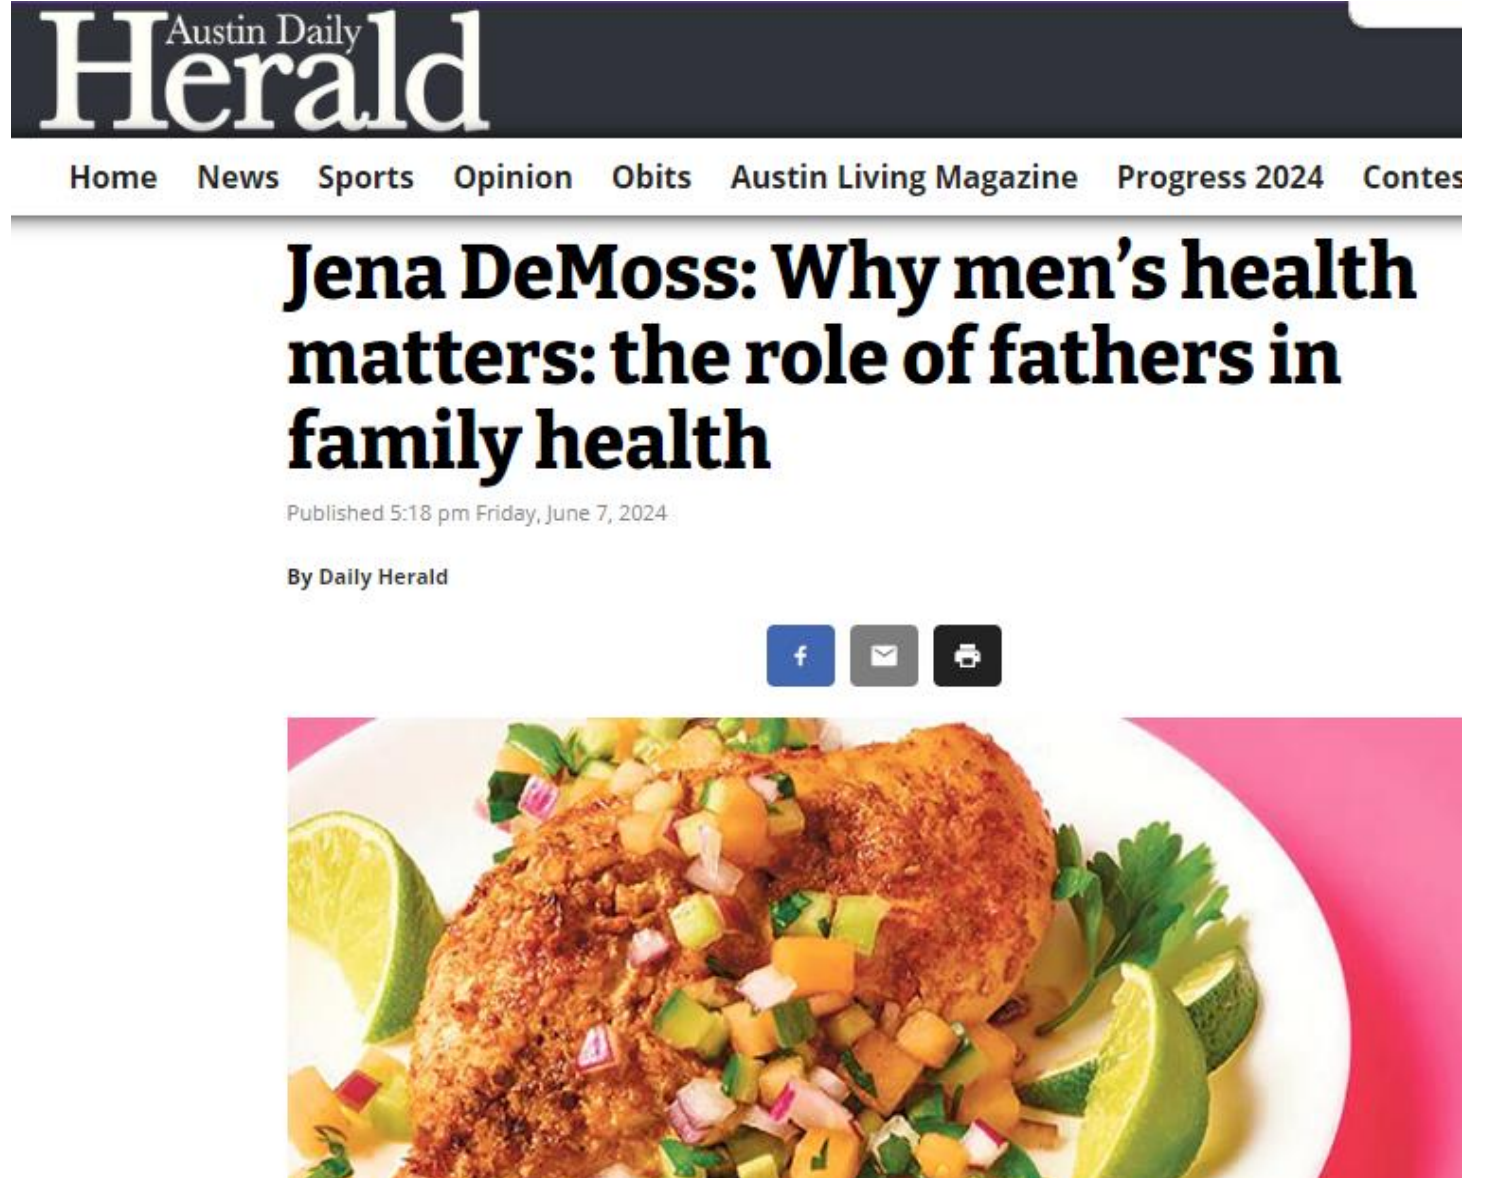 Austin Daily
Herald
Home News Sports Opinion Obits Austin Living Magazine Progress 2024 Contes
Jena DeMoss: Why men’s health
matters: the role of fathers in
family health
Published 5:18 pm Friday, June 7, 2024
By Daily Herald
f